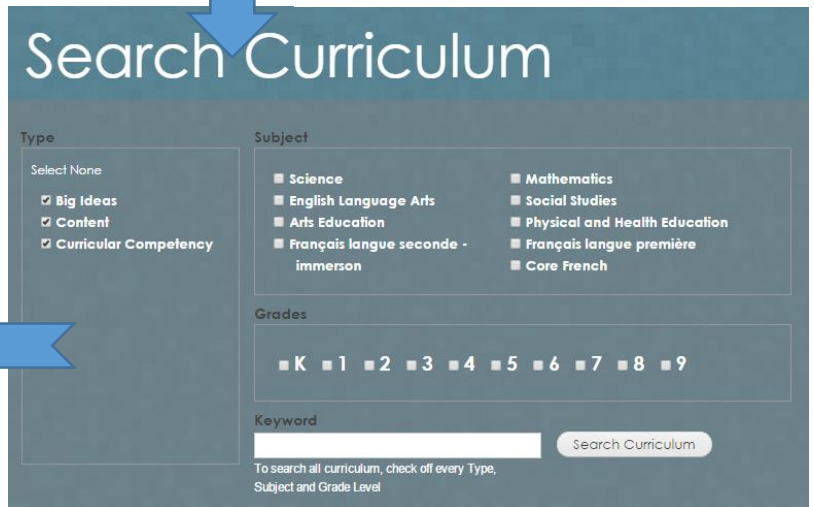 Search Curriculum
Type
Select None
Big Ideas
Content
Curricular Competency
Subject
Science
English Language Arts
Arts Education
Français langue seconde -
immerson
Mathematics
Social Studies
Physical and Health Education
Français langue première
Core French
Grades
K 1 2 3 4 5 6 7 8 9
Keyword
Search Curriculum
To search all curriculum, check off every Type,
Subject and Grade Level